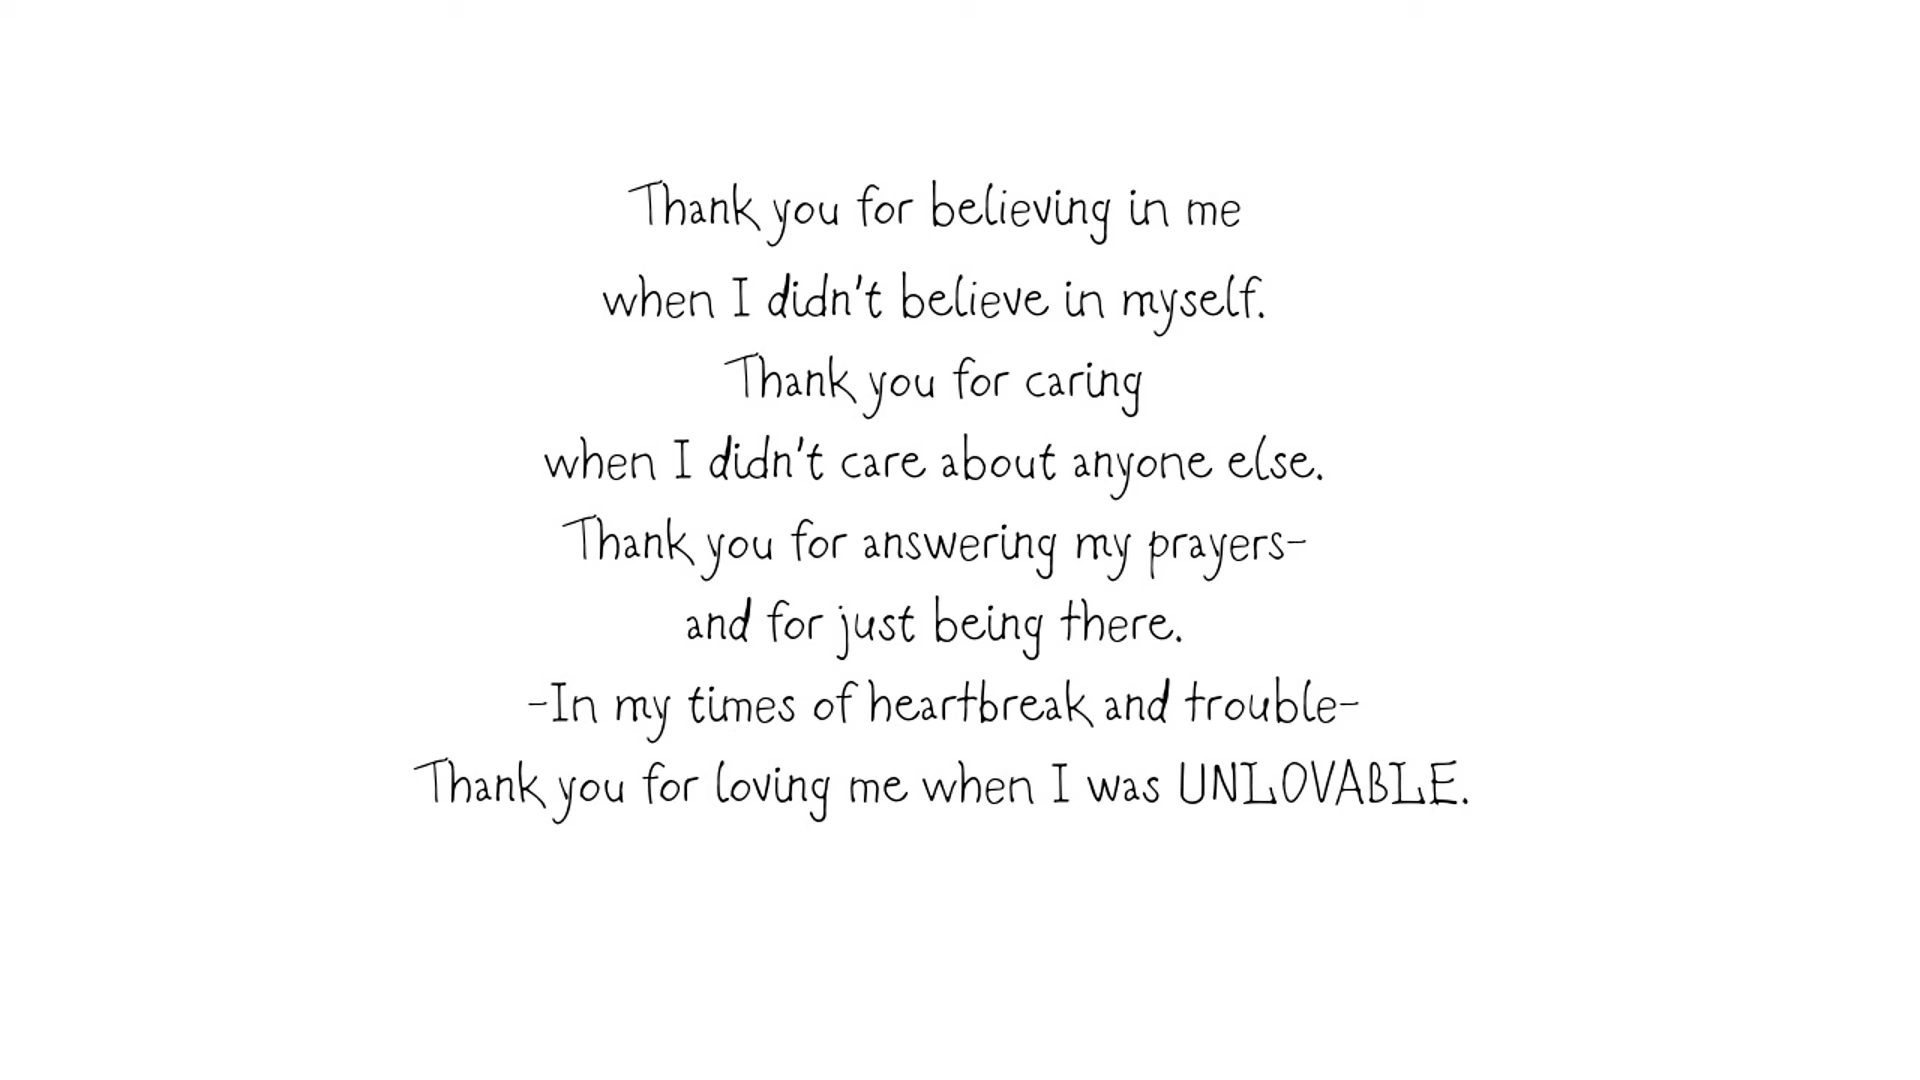 Thank you for believing in me
when I didn't believe in myself.
Thank you for caring
when I didn't care about anyone else.
Thank you for answering my prayers-
and for just being there.
-In my times of heartbreak and trouble-
Thank you for loving me when I was UNLOVABLE.